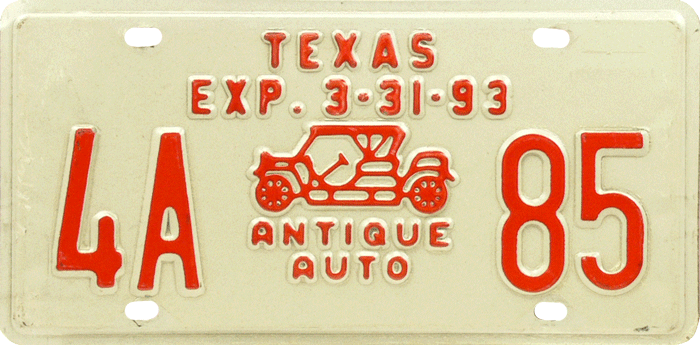 TEXAS
EXP. 3·31·93
4A 85
ANTIQUE
AUTO